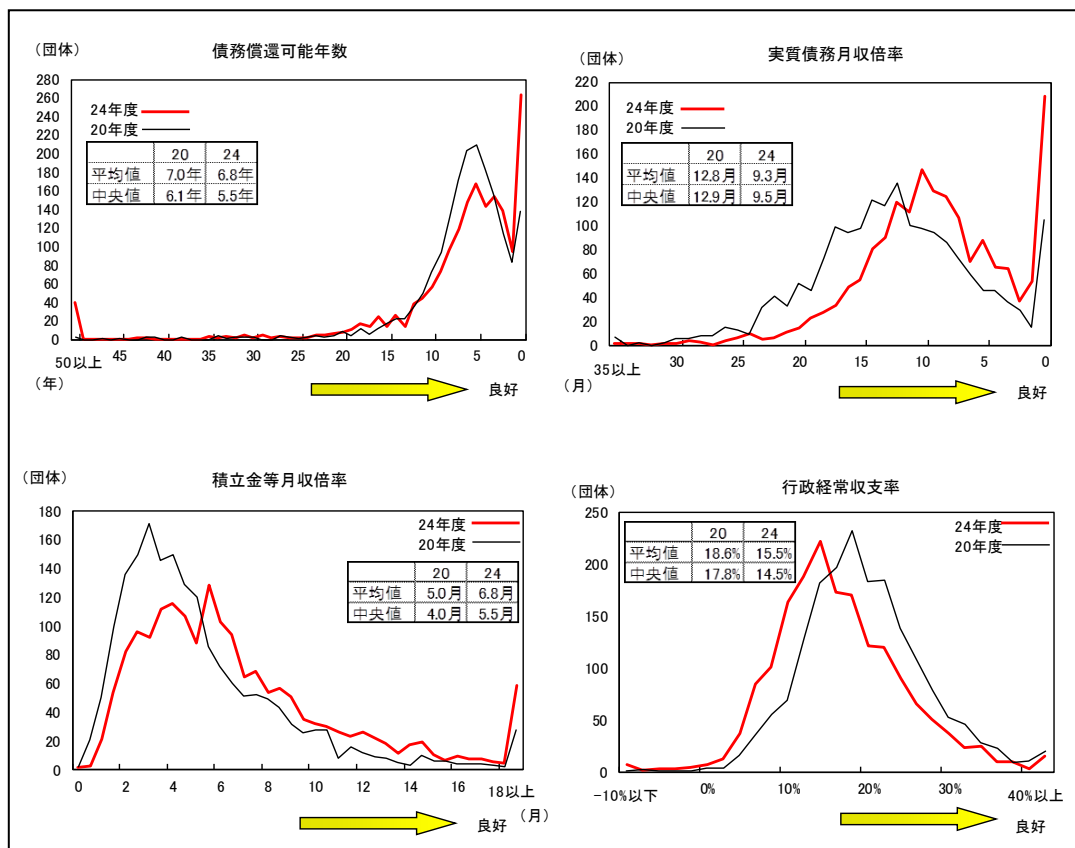 債務償還可能年数
（団体）
280
260
240
220
200
180
160
140
120
100
80
60
40
20
0
24年度
20年度
20 24
平均値 7.0年 6.8年
中央値 6.1年 5.5年
50以上 45 40 35 30 25 20 15 10 5 0
（年）
良好
実質債務月収倍率
（団体）
220
200
180
160
140
120
100
80
60
40
20
0
24年度
20年度
20 24
平均値 12.8月 9.3月
中央値 12.9月 9.5月
35以上 30 25 20 15 10 5 0
（月）
良好
積立金等月収倍率
（団体）
180
160
140
120
100
80
60
40
20
0
24年度
20年度
20 24
平均値 5.0月 6.8月
中央値 4.0月 5.5月
0 2 4 6 8 10 12 14 16 18以上
（月）
良好
行政経常収支率
（団体）
250
200
150
100
50
0
24年度
20年度
20 24
平均値 18.6% 15.5%
中央値 17.8% 14.5%
−10%以下 0% 10% 20% 30% 40%以上
良好